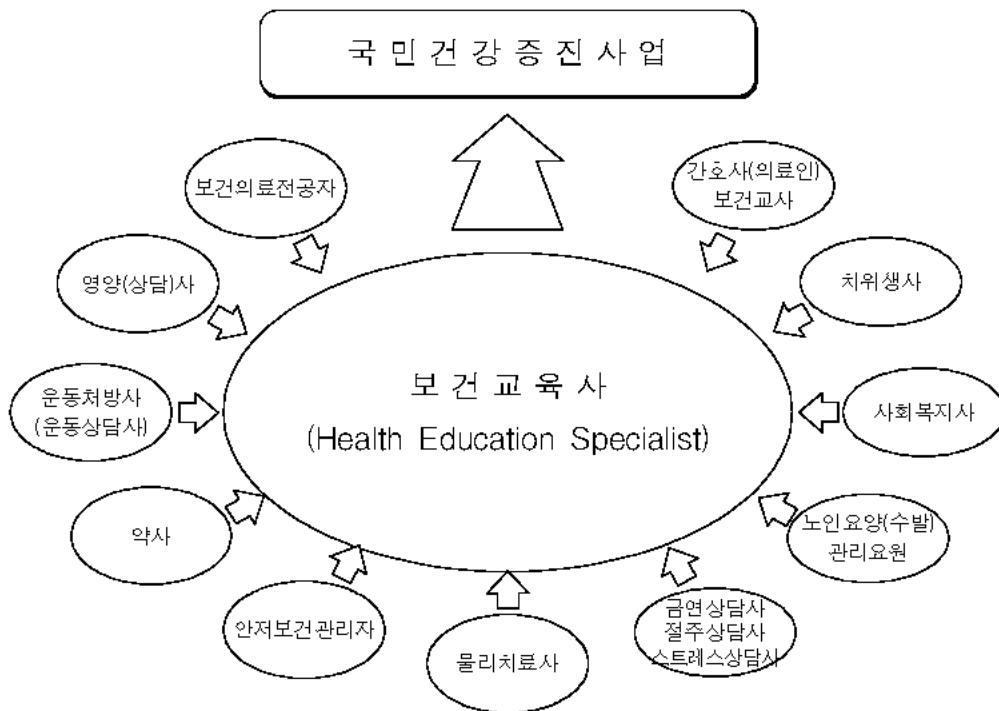 국민건강증진사업
보건의료전공자
간호사(의료인)
보건교사
영양(상담)사
치위생사
보건교육사
(Health Education Specialist)
운동처방사
(운동상담사)
사회복지사
약사
노인요양(수발)
관리요원
안저보건관리자
금연상담사
절주상담사
스트레스상담사
물리치료사